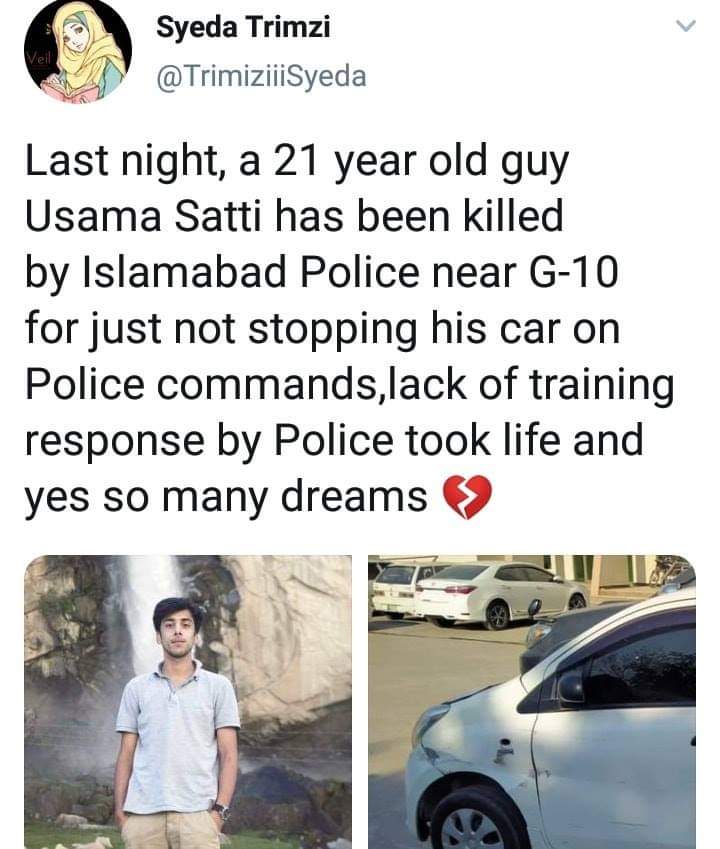 Veil
Syeda Trimzi
@TrimiziiiSyeda
Last night, a 21 year old guy
Usama Satti has been killed
by Islamabad Police near G-10
for just not stopping his car on
Police commands,lack of training
response by Police took life and
yes so many dreams 💔